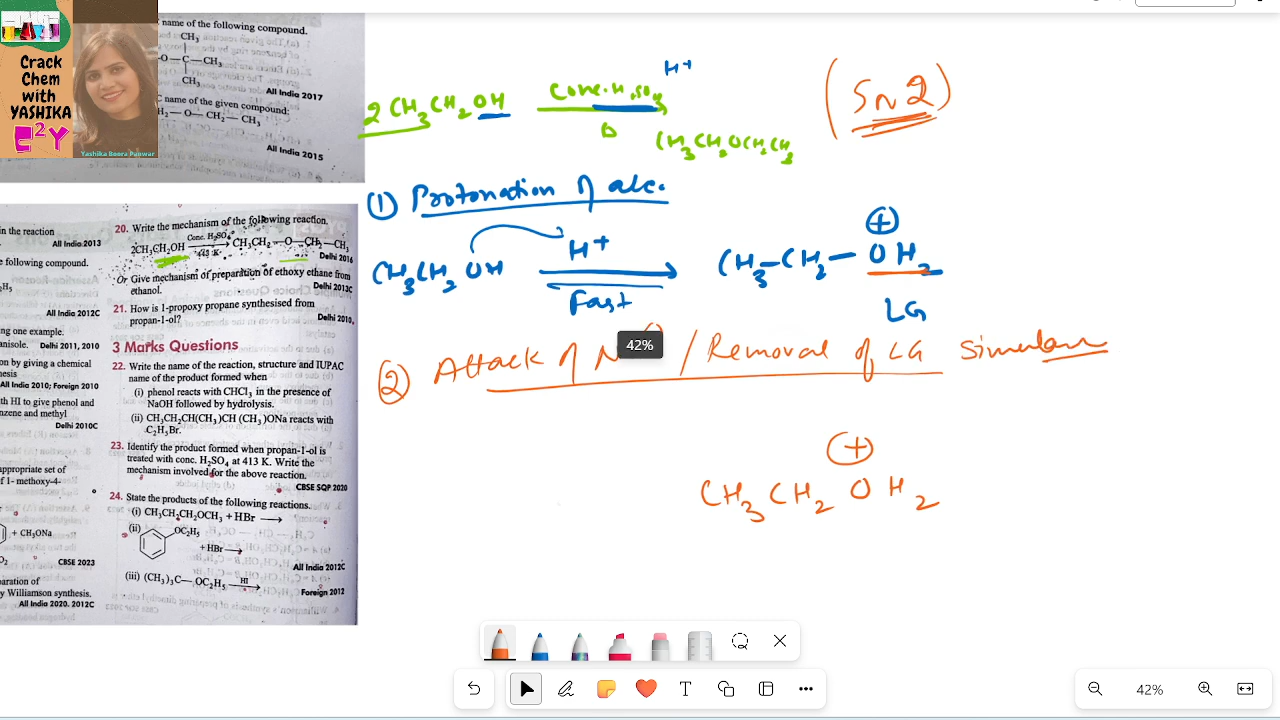 Crack
Chem
with
YASHIKA
E2Y
Yashika Beera Panwar
name of the following compound.
CH3
O—C—CH3
CH3
All India 2017
name of the given compound:
—O—CH2—CH3
All India 2015
in the reaction
All India 2013
e following compound.
All India 2012C
ng one example.
anisole. Delhi 2011, 2010
on by giving a chemical
All India 2010; Foreign 2010
th HI to give phenol and
nzene and methyl
Delhi 2010C
appropriate set of
f 1- methoxy-4-
+ CH3ONa
CBSE 2023
paration of
y Williamson synthesis.
All India 2020. 2012C
20. Write the mechanism of the following reaction.
2CH3CH2OH Conc. H2SO4 413 K CH3CH2—O—CH2—CH3
Delhi 2016
Or Give mechanism of preparation of ethoxy ethane from
ethanol. Delhi 2013C
21. How is 1-propoxy propane synthesised from
propan-1-ol? Delhi 2010,
3 Marks Questions
22. Write the name of the reaction, structure and IUPAC
name of the product formed when
(i) phenol reacts with CHCl3 in the presence of
NaOH followed by hydrolysis.
(ii) CH3CH2CH(CH3)CH(CH3)ONa reacts with
C2H5Br.
23. Identify the product formed when propan-1-ol is
treated with conc. H2SO4 at 413 K. Write the
mechanism involved for the above reaction.
CBSE SQP 2020
24. State the products of the following reactions.
(i) CH3CH2CH2OCH3 + HBr ⟶
(ii) OC2H5
+HBr⟶
All India 2012C
(iii) (CH3)3C—OC2H5 HI ⟶
Foreign 2012
H+
2 CH3CH2OH Conc. H2SO4 Δ
CH3CH2OCH2CH3
(SN2)
(1) Protonation of alc.
CH3CH2OH H+ Fast CH3-CH2-OH2
+
LG
(2) Attack of / Removal of LG simultan
42%
(+)
CH3CH2OH2
T
42%